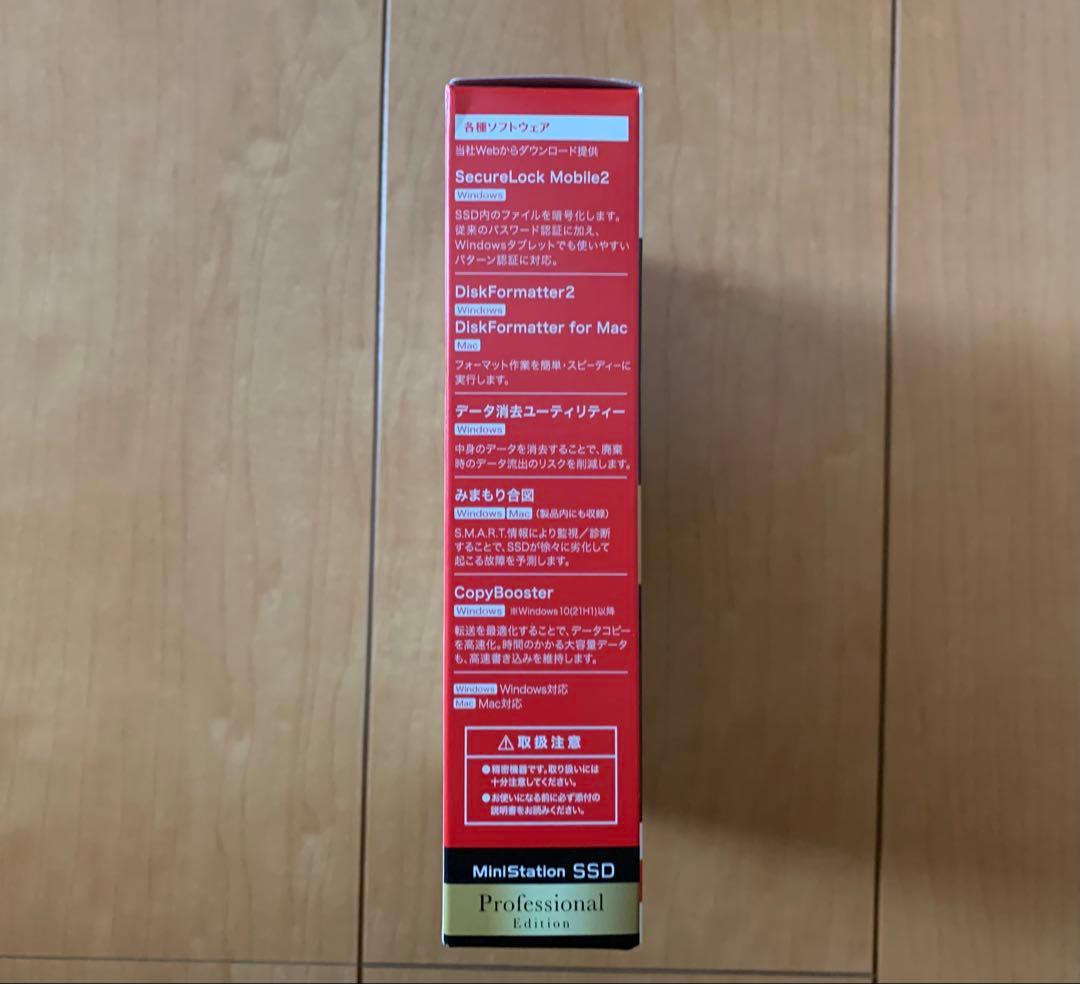 各種ソフトウェア
当社Webからダウンロード提供
SecureLock Mobile2
Windows
SSD内のファイルを暗号化します。
従来のパスワード認証に加え、
Windowsタブレットでも使いやすい
パターン認証に対応。
DiskFormatter2
Windows
DiskFormatter for Mac
Mac
フォーマット作業を簡単・スピーディーに
実行します。
データ消去ユーティリティー
Windows
中身のデータを消去することで、廃棄
時のデータ流出のリスクを削減します。
みまもり合図
Windows Mac (製品内にも収録)
S.M.A.R.T.情報により監視／診断
することで、SSDが徐々に劣化して
起こる故障を予測します。
CopyBooster
Windows ※Windows 10(21H1)以降
転送を最適化することで、データコピー
を高速化。時間のかかる大容量データ
も、高速書き込みを維持します。
Windows Windows対応
Mac Mac対応
⚠取扱注意
●精密機器です。取り扱いには
十分注意してください。
●お使いになる前に必ず添付の
説明書をお読みください。
MiniStation SSD
Professional
Edition